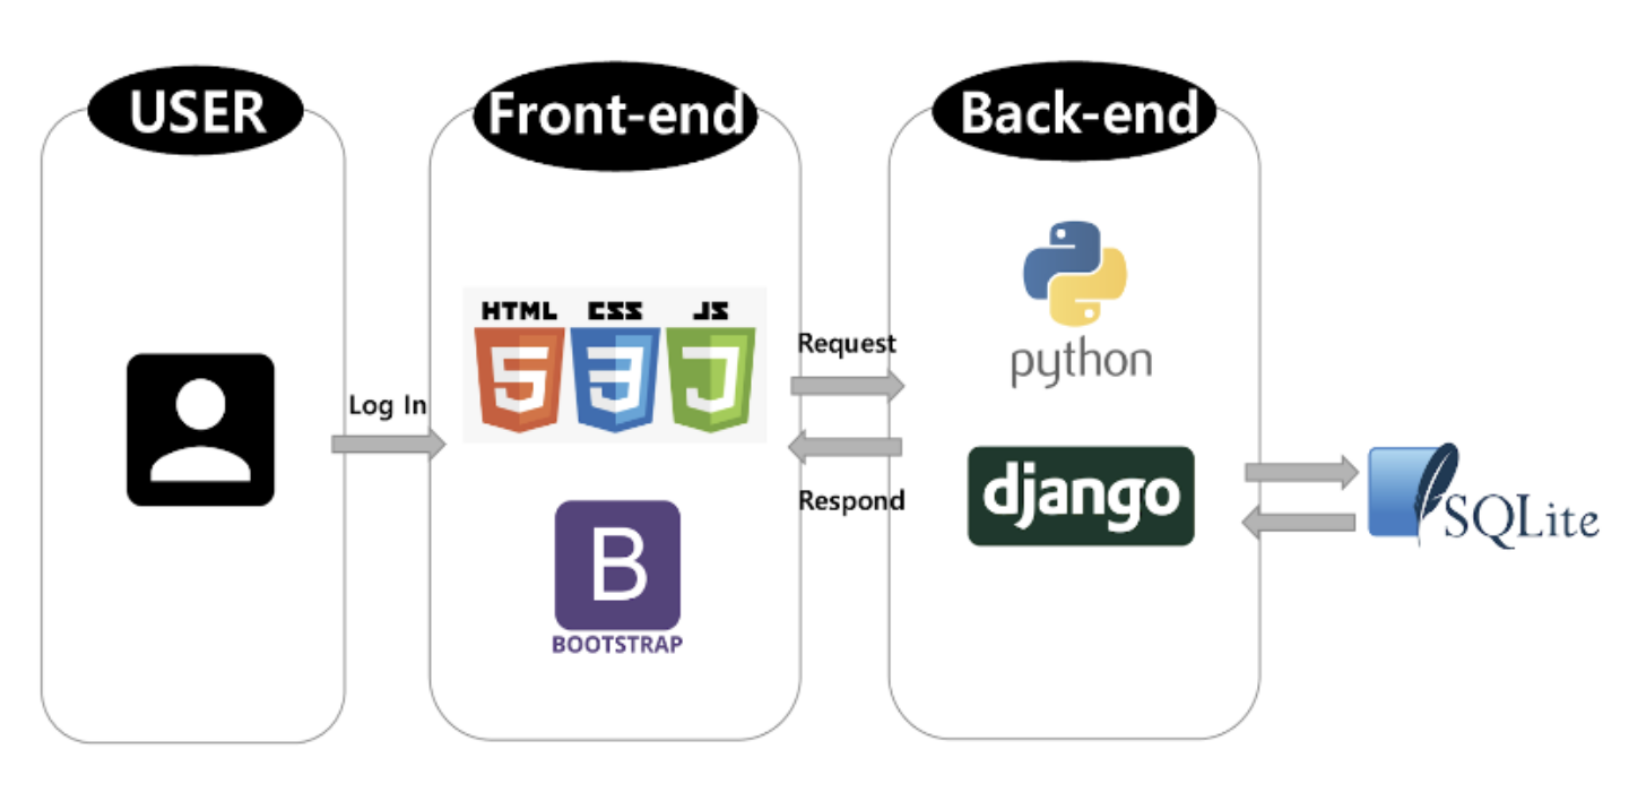 USER
Front-end
Back-end
HTML CSS JS
5 3 J
python
Request
Log In
django
Respond
SQLite
B
BOOTSTRAP